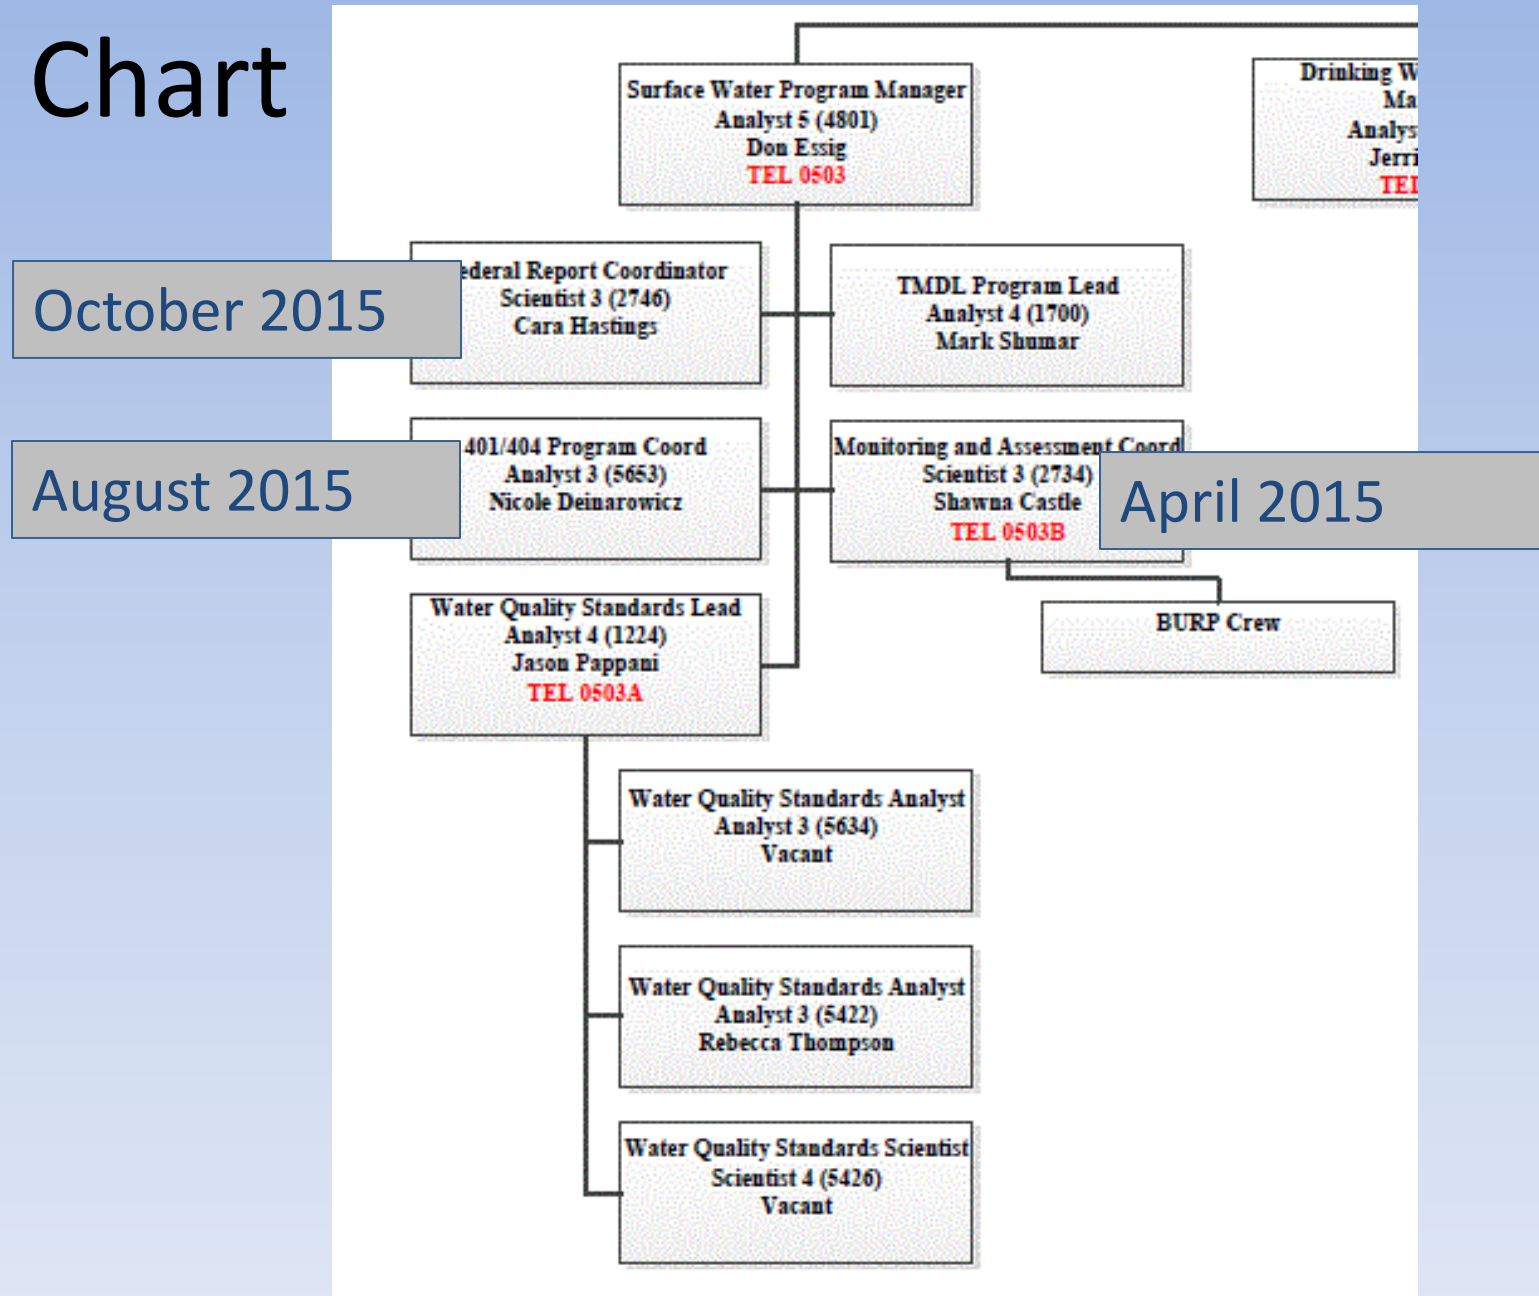 Chart
Surface Water Program Manager
Analyst 5 (4801)
Don Essig
TEL 0503
Drinking
Jerri
October 2015
Report Coordinator
Scientist 3 (2746)
Cara Hastings
TMDL Program Lead
Analyst 4 (1700)
Mark Shumar
August 2015
401/404 Program Coord
Analyst 3 (5653)
Nicole Deinarowicz
Monitoring and Assessment Coord
Scientist 3 (2734)
Shawna Castle
TEL 0503B
April 2015
BURP Crew
Water Quality Standards Lead
Analyst 4 (1224)
Jason Pappani
TEL 0503A
Water Quality Standards Analyst
Analyst 3 (5634)
Vacant
Water Quality Standards Analyst
Analyst 3 (5422)
Rebecca Thompson
Water Quality Standards Scientist
Scientist 4 (5426)
Vacant